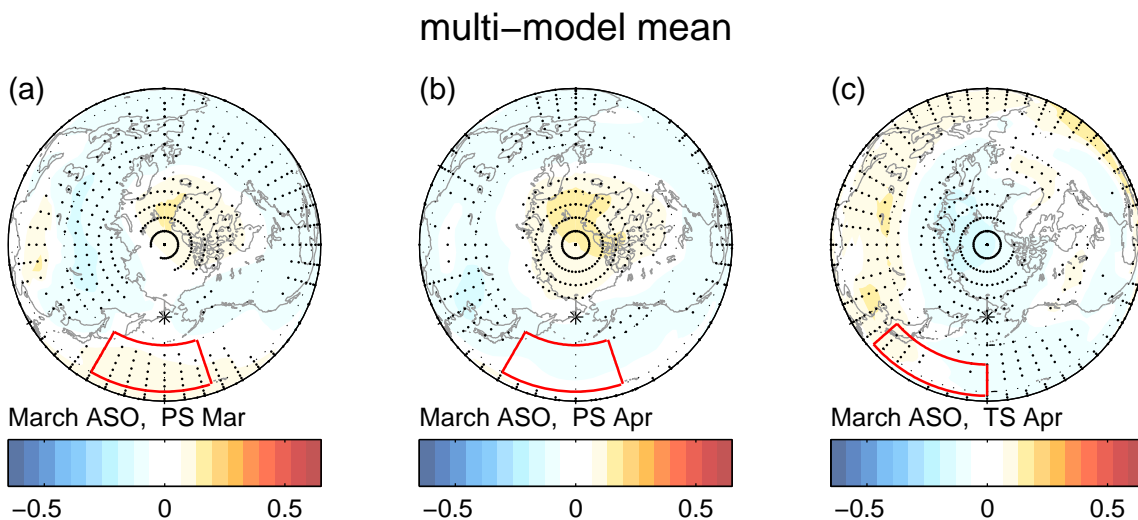 multi−model mean
(a)
(b)
(c)
March ASO, PS Mar
March ASO, PS Apr
March ASO, TS Apr
−0.5 0 0.5
−0.5 0 0.5
−0.5 0 0.5